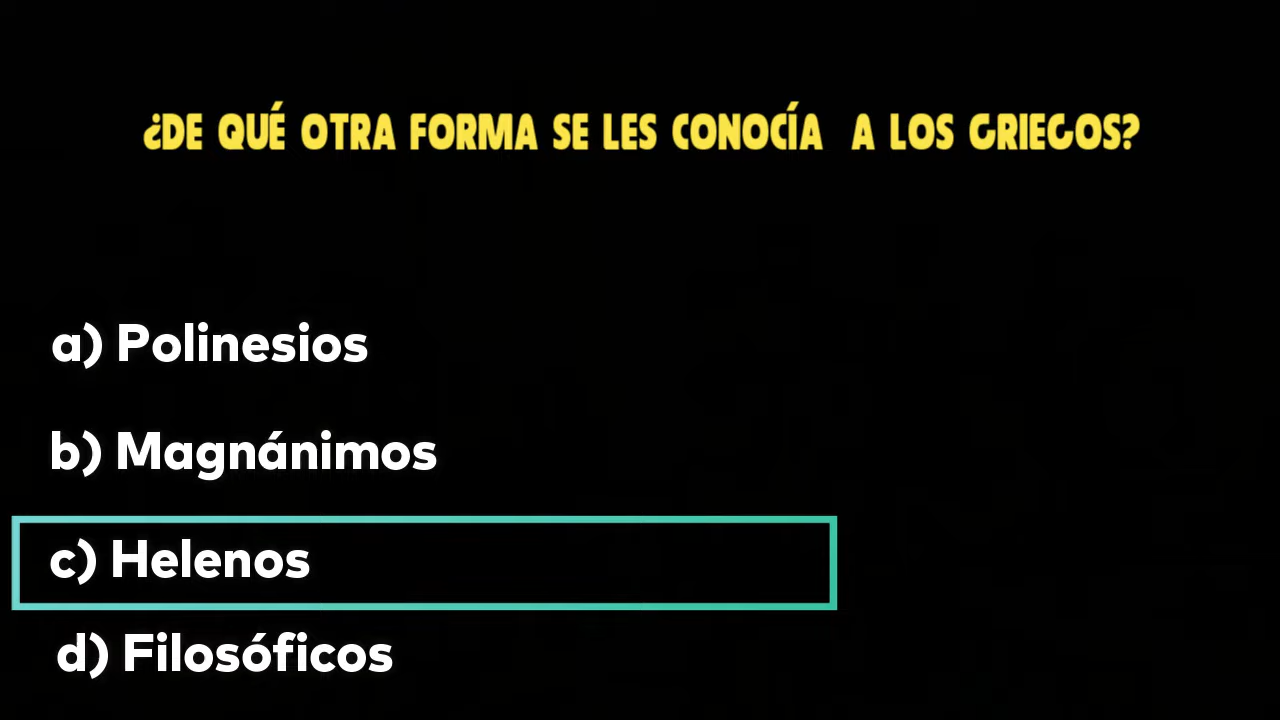 ¿DE QUÉ OTRA FORMA SE LES CONOCÍA A LOS GRIEGOS?
a) Polinesios
b) Magnánimos
c) Helenos
d) Filosóficos